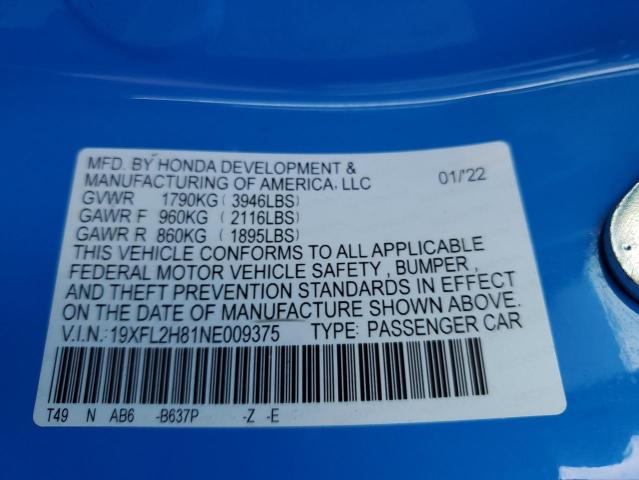 MFD. BY HONDA DEVELOPMENT &
MANUFACTURING OF AMERICA, LLC 01/'22
GVWR 1790KG (3946LBS)
GAWR F 960KG (2116LBS)
GAWR R 860KG (1895LBS)
THIS VEHICLE CONFORMS TO ALL APPLICABLE
FEDERAL MOTOR VEHICLE SAFETY, BUMPER,
AND THEFT PREVENTION STANDARDS IN EFFECT
ON THE DATE OF MANUFACTURE SHOWN ABOVE.
V.I.N.:19XFL2H81NE009375 TYPE: PASSENGER CAR
T49 N AB6 -B637P -Z -E